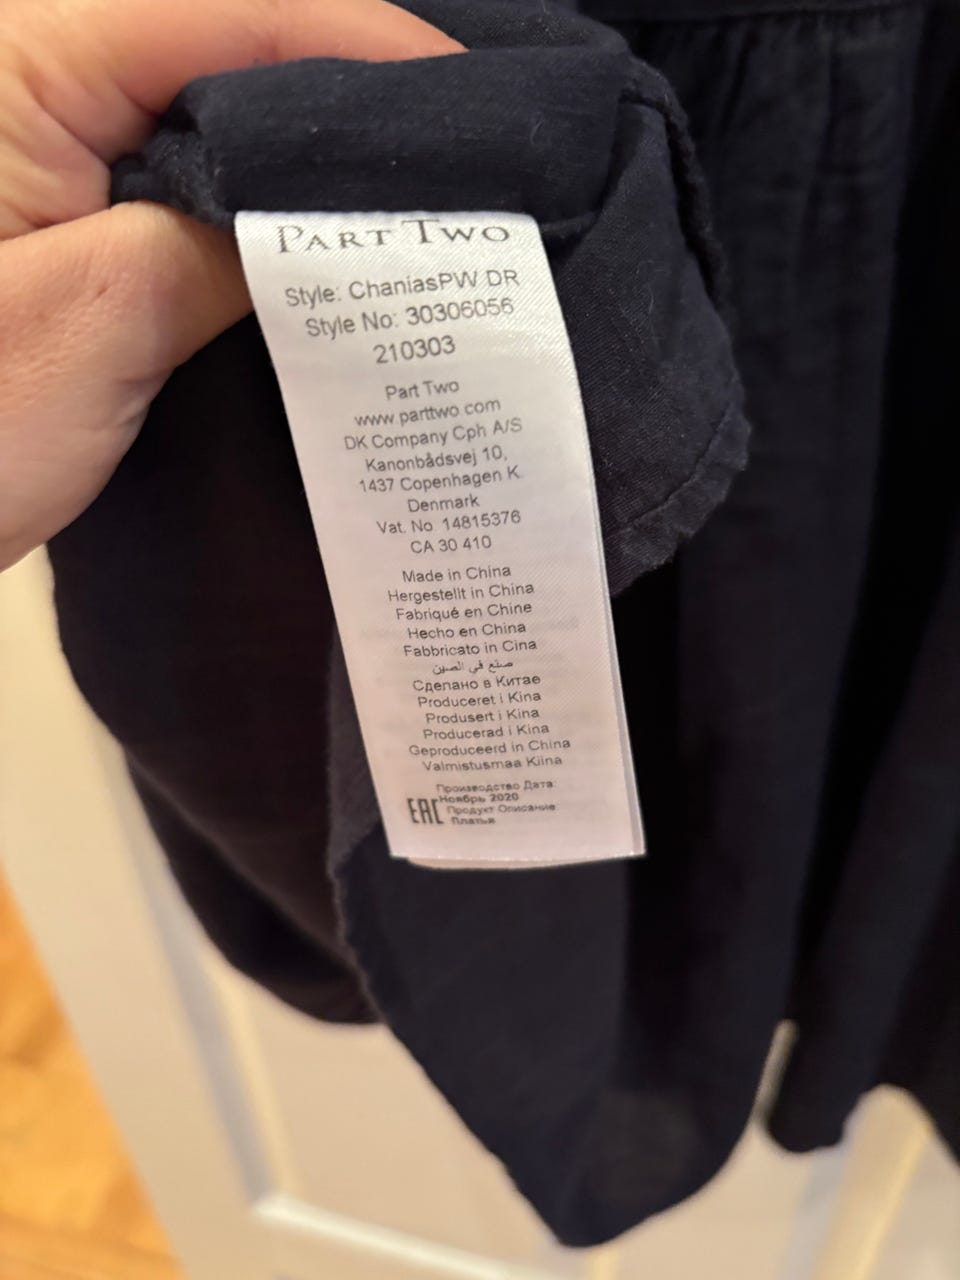 PART TWO
Style: ChaniasPW DR
Style No: 30306056
210303
Part Two
www.parttwo.com
DK Company Cph A/S
Kanonbådsvej 10,
1437 Copenhagen K.
Denmark
Vat. No. 14815376
CA 30 410
Made in China
Hergestellt in China
Fabriqué en Chine
Hecho en China
Fabbricato in Cina
صنع في الصين
Сделано в Китае
Produceret i Kina
Produsert i Kina
Producerad i Kina
Geproduceerd in China
Valmistusmaa Kiina
Производство Дата:
Ноябрь 2020
EAC Продукт Описание:
Платья